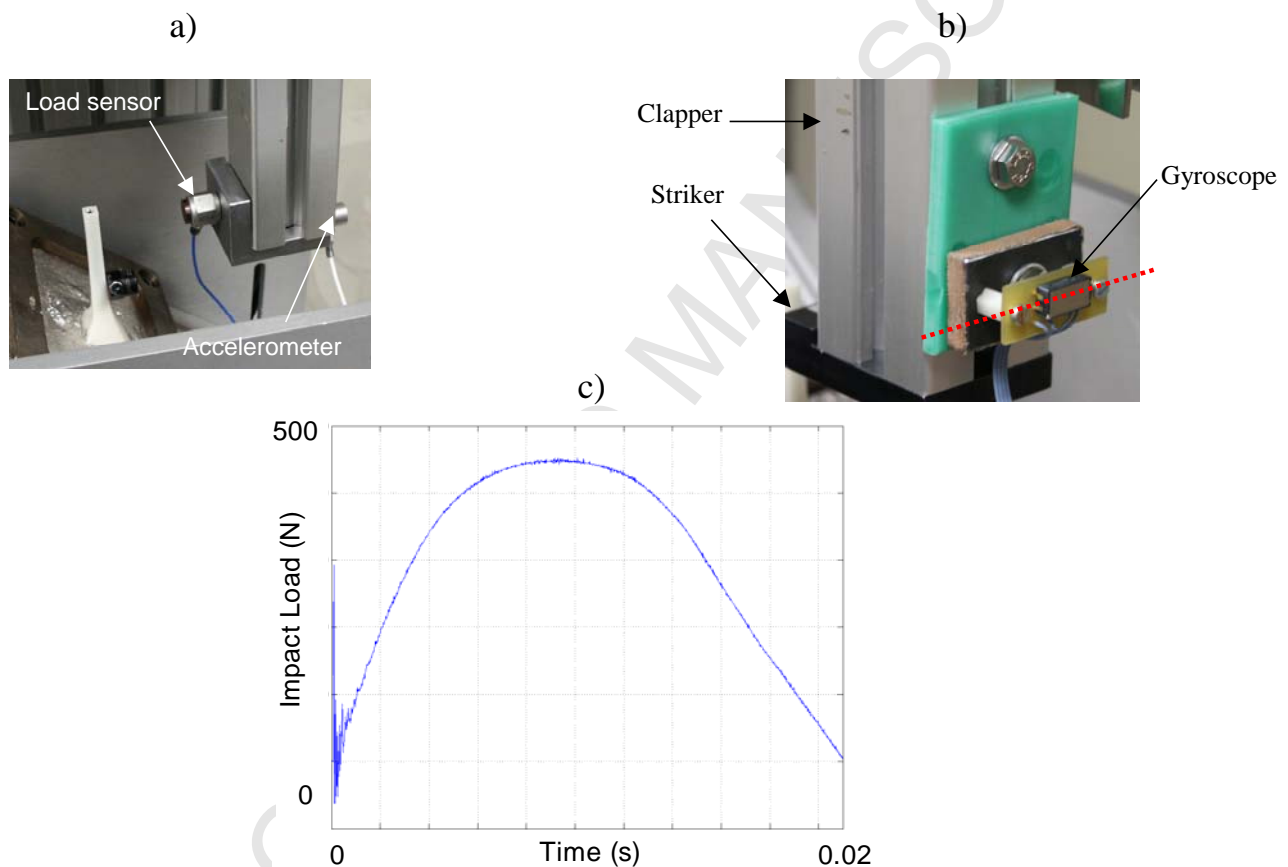 a)
b)
Load sensor
Accelerometer
Clapper
Striker
Gyroscope
c)
500
Impact Load (N)
0
0
Time (s)
0.02